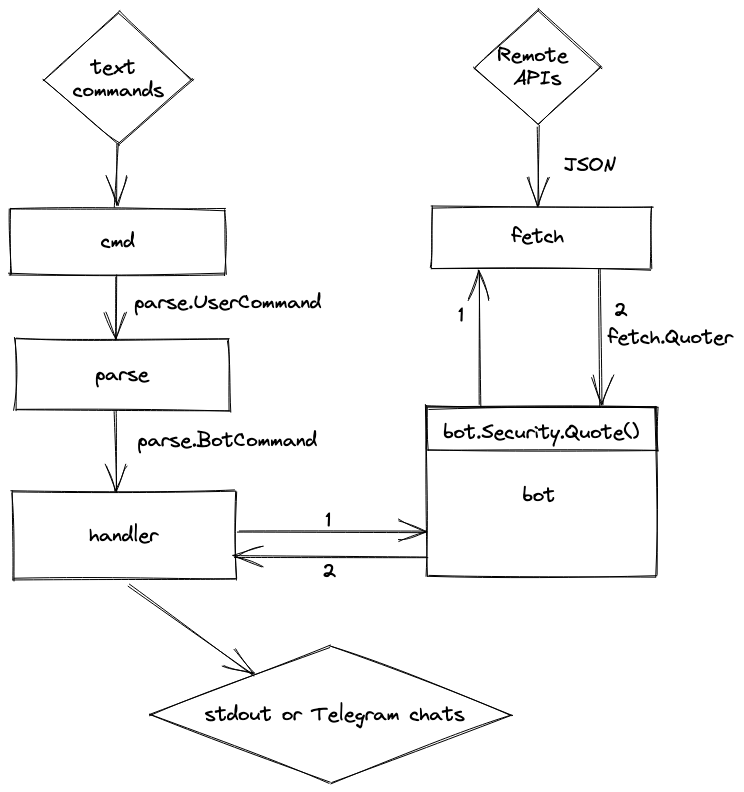 text
commands
Remote
APIs
JSON
cmd
fetch
parse.UserCommand
1
2
fetch.Quoter
parse
parse.BotCommand
bot.Security.Quote()
bot
handler
1
2
stdout or Telegram chats